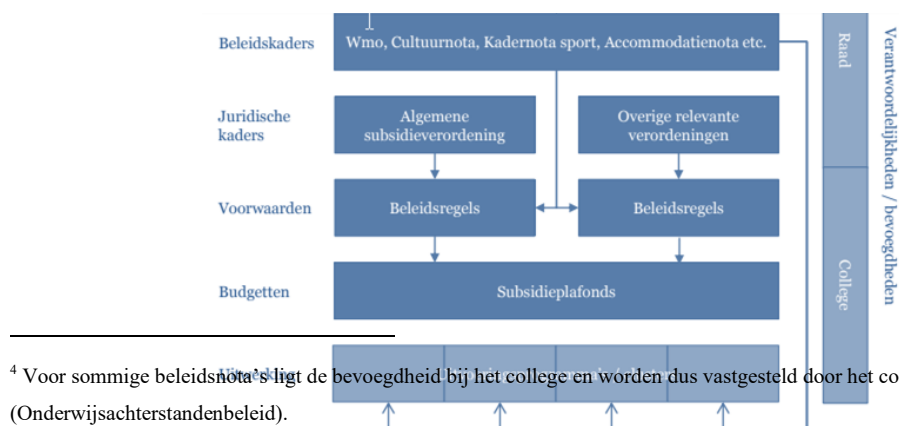 Beleidskaders
Wmo, Cultuurnota, Kadernota sport, Accommodatienota etc.
Juridische kaders
Algemene subsidieverordening
Overige relevante verordeningen
Voorwaarden
Beleidsregels
Beleidsregels
Budgetten
Subsidieplafonds
Raad
College
Verantwoordelijkheden / bevoegdheden
Uitwerking
4 Voor sommige beleidsnota's ligt de bevoegdheid bij het college en worden dus vastgesteld door het co
(Onderwijsachterstandenbeleid).